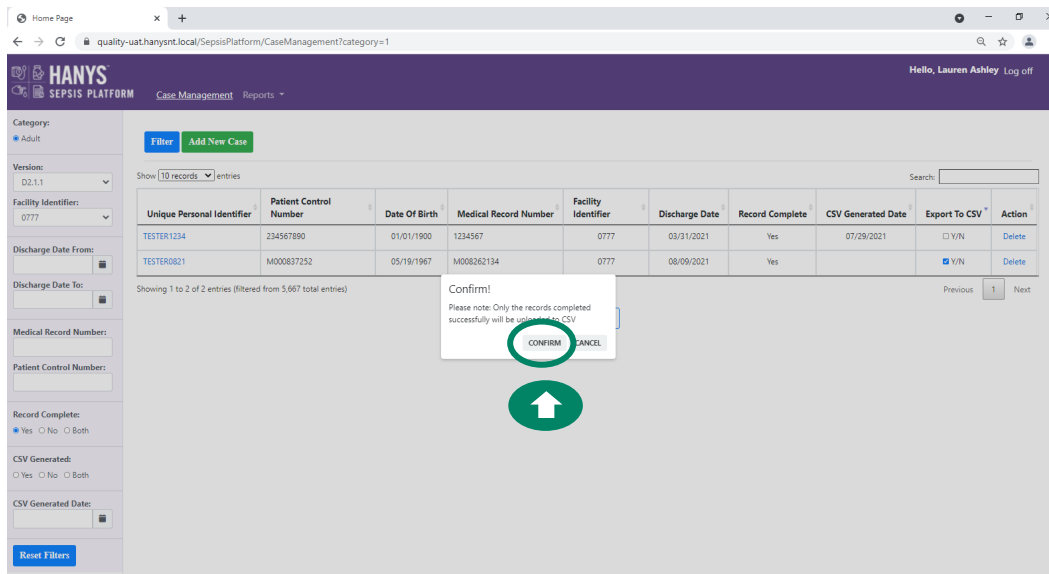 Home Page
quality-uat.hanysnt.local/SepsisPlatform/CaseManagement?category=1
HANYS
SEPSIS PLATFORM
Case Management Reports
Hello, Lauren Ashley Log off
Category:
Adult
Version:
D2.1.1
Facility Identifier:
0777
Discharge Date From:
Discharge Date To:
Medical Record Number:
Patient Control Number:
Record Complete:
Yes No Both
CSV Generated:
Yes No Both
CSV Generated Date:
Reset Filters
Filter Add New Case
Show 10 records entries
Search:
Unique Personal Identifier Patient Control Number Date Of Birth Medical Record Number Facility Identifier Discharge Date Record Complete CSV Generated Date Export To CSV Action
TESTER1234 234567890 01/01/1900 1234567 0777 03/31/2021 Yes 07/29/2021 Y/N Delete
TESTER0821 M000837252 05/19/1967 M008262134 0777 08/09/2021 Yes Y/N Delete
Showing 1 to 2 of 2 entries (filtered from 5,667 total entries)
Previous 1 Next
Confirm!
Please note: Only the records completed
successfully will be uploaded to CSV
CONFIRM CANCEL